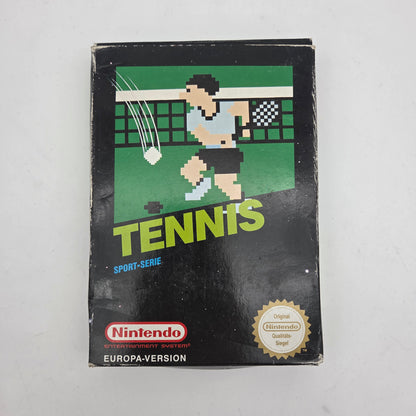 TENNIS
SPORT-SERIE
Nintendo
ENTERTAINMENT SYSTEM
EUROPA-VERSION
Original
Nintendo
Qualitäts-
Siegel